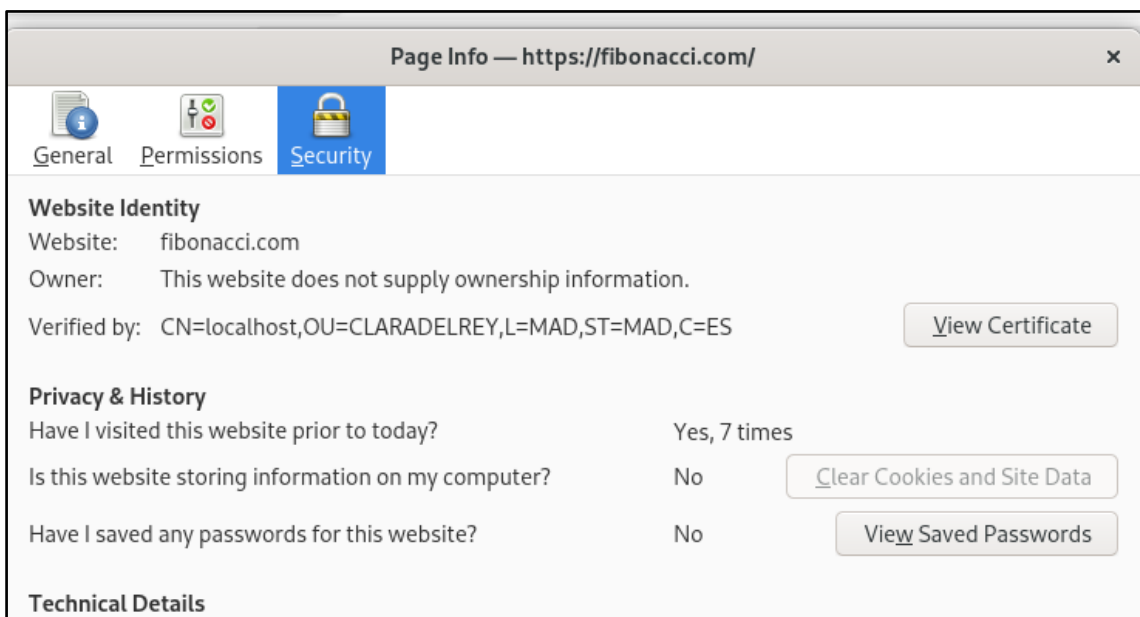 Page Info — https://fibonacci.com/ ×
General Permissions Security
Website Identity
Website: fibonacci.com
Owner: This website does not supply ownership information.
Verified by: CN=localhost,OU=CLARADELREY,L=MAD,ST=MAD,C=ES View Certificate
Privacy & History
Have I visited this website prior to today? Yes, 7 times
Is this website storing information on my computer? No Clear Cookies and Site Data
Have I saved any passwords for this website? No View Saved Passwords
Technical Details